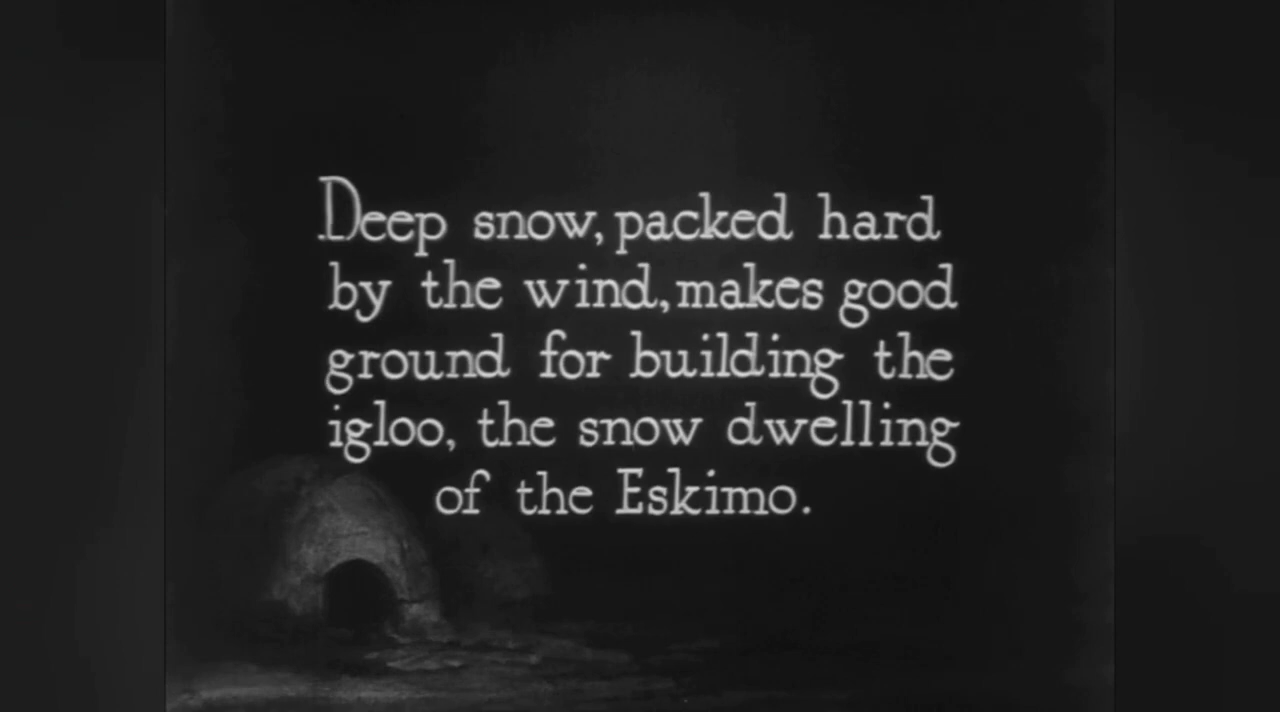 Deep snow, packed hard
by the wind, makes good
ground for building the
igloo, the snow dwelling
of the Eskimo.